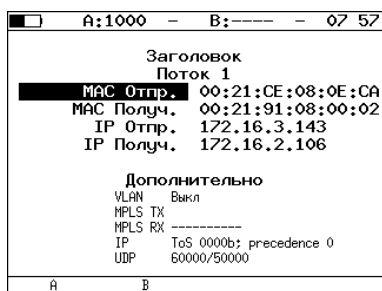 A:1000 - B:---- - 07 57
Заголовок
Поток 1
MAC Отпр. 00:21:CE:08:0E:CA
MAC Получ. 00:21:91:08:00:02
IP Отпр. 172.16.3.143
IP Получ. 172.16.2.106
Дополнительно
VLAN Выкл
MPLS TX
MPLS RX ----------
IP ToS 0000b; precedence 0
UDP 60000/50000
A B